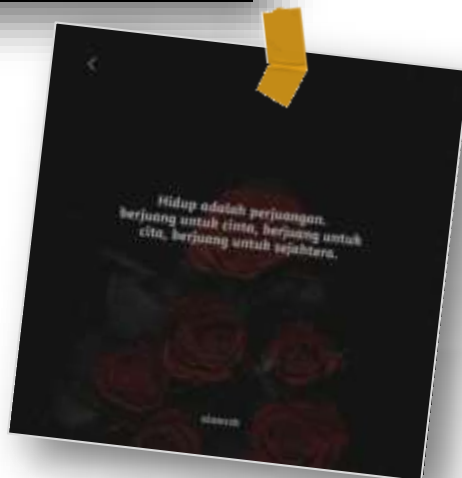 Hidup adalah perjuangan.
berjuang untuk cinta, berjuang untuk
cita, berjuang untuk sejahtera.